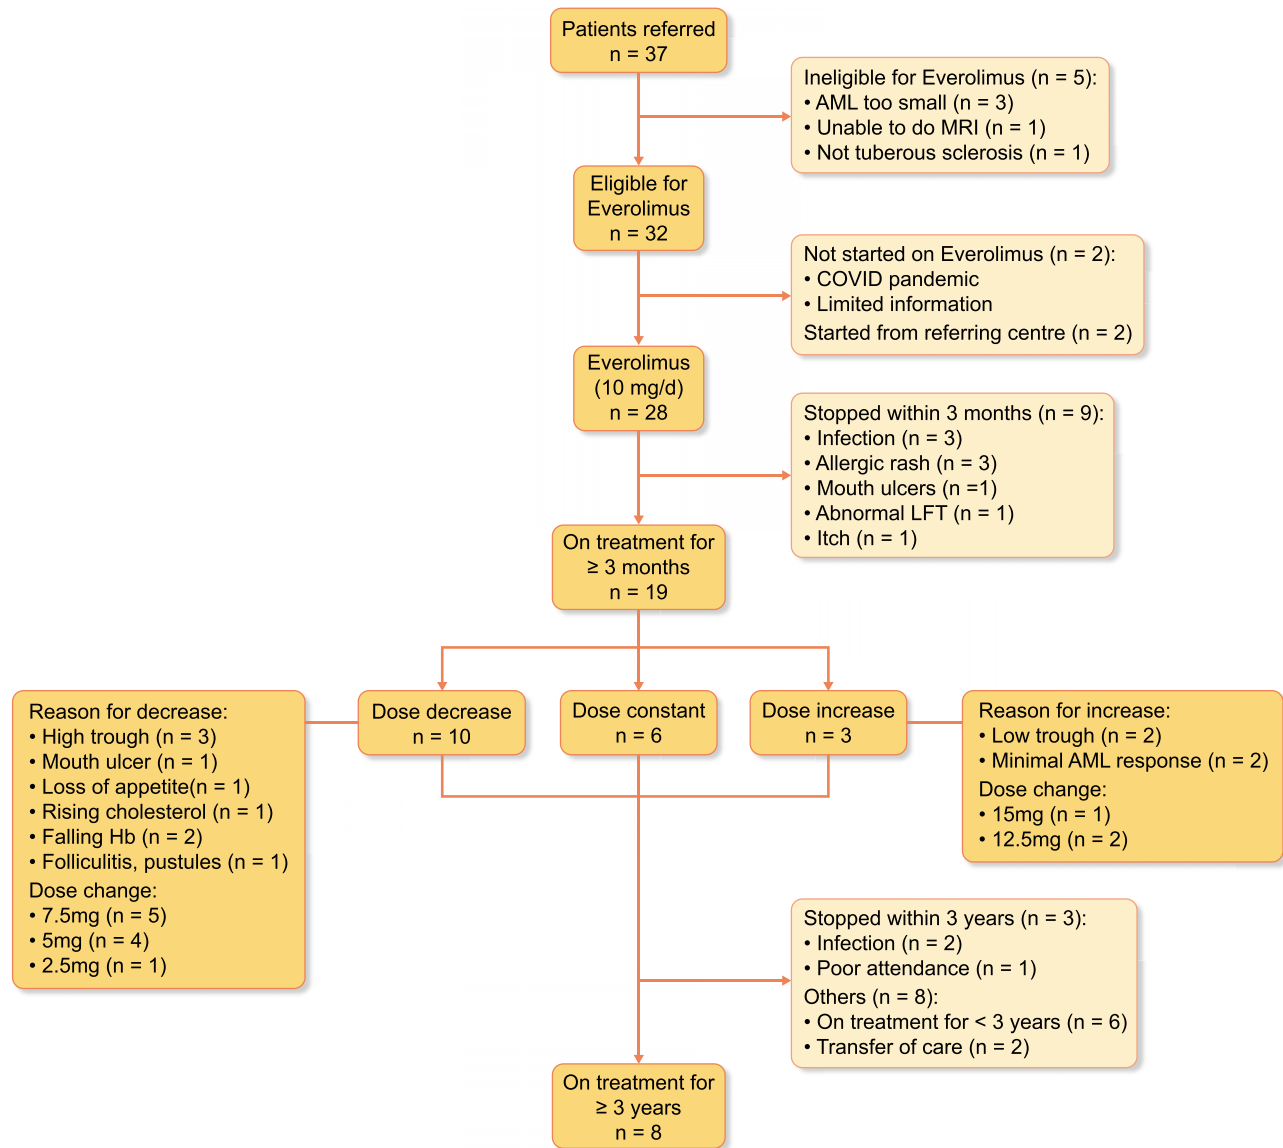 Patients referred
n = 37
Ineligible for Everolimus (n = 5):
• AML too small (n = 3)
• Unable to do MRI (n = 1)
• Not tuberous sclerosis (n = 1)
Eligible for
Everolimus
n = 32
Not started on Everolimus (n = 2):
• COVID pandemic
• Limited information
Started from referring centre (n = 2)
Everolimus
(10 mg/d)
n = 28
Stopped within 3 months (n = 9):
• Infection (n = 3)
• Allergic rash (n = 3)
• Mouth ulcers (n =1)
• Abnormal LFT (n = 1)
• Itch (n = 1)
On treatment for
≥ 3 months
n = 19
Reason for decrease:
• High trough (n = 3)
• Mouth ulcer (n = 1)
• Loss of appetite(n = 1)
• Rising cholesterol (n = 1)
• Falling Hb (n = 2)
• Folliculitis, pustules (n = 1)
Dose change:
• 7.5mg (n = 5)
• 5mg (n = 4)
• 2.5mg (n = 1)
Dose decrease
n = 10
Dose constant
n = 6
Dose increase
n = 3
Reason for increase:
• Low trough (n = 2)
• Minimal AML response (n = 2)
Dose change:
• 15mg (n = 1)
• 12.5mg (n = 2)
Stopped within 3 years (n = 3):
• Infection (n = 2)
• Poor attendance (n = 1)
Others (n = 8):
• On treatment for < 3 years (n = 6)
• Transfer of care (n = 2)
On treatment for
≥ 3 years
n = 8